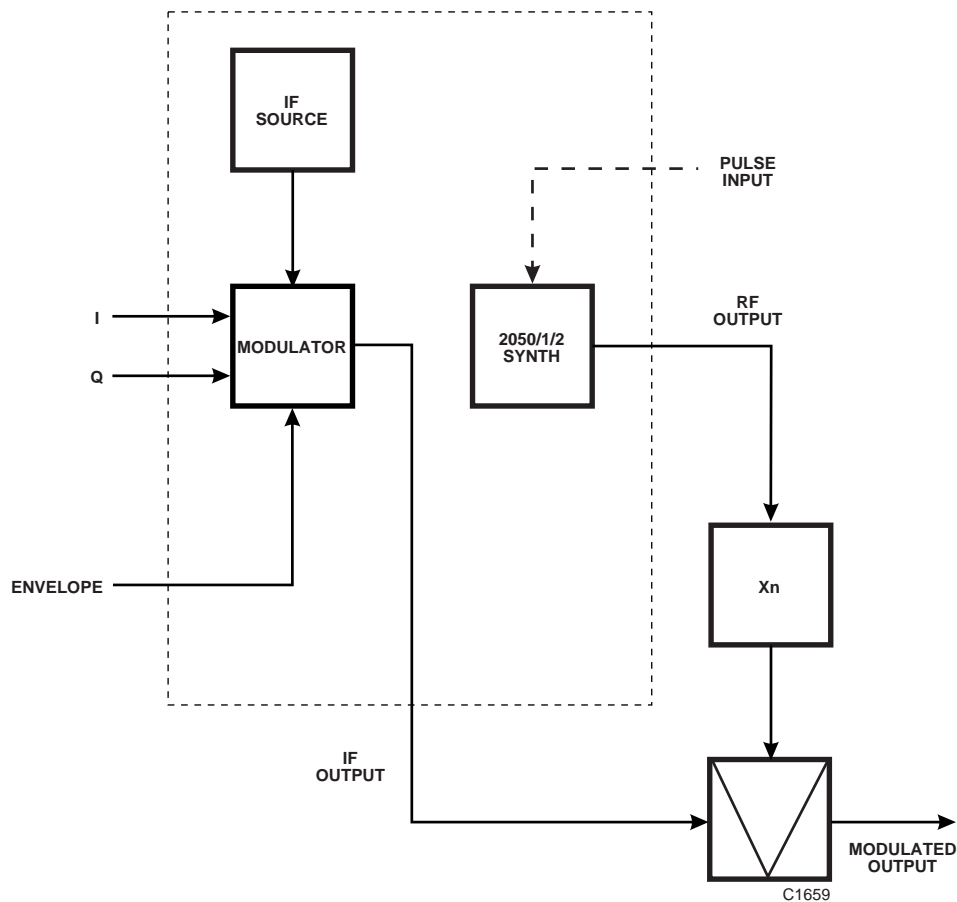 IF
SOURCE
PULSE
INPUT
I
Q
MODULATOR
2050/1/2
SYNTH
RF
OUTPUT
ENVELOPE
Xn
IF
OUTPUT
MODULATED
OUTPUT
C1659